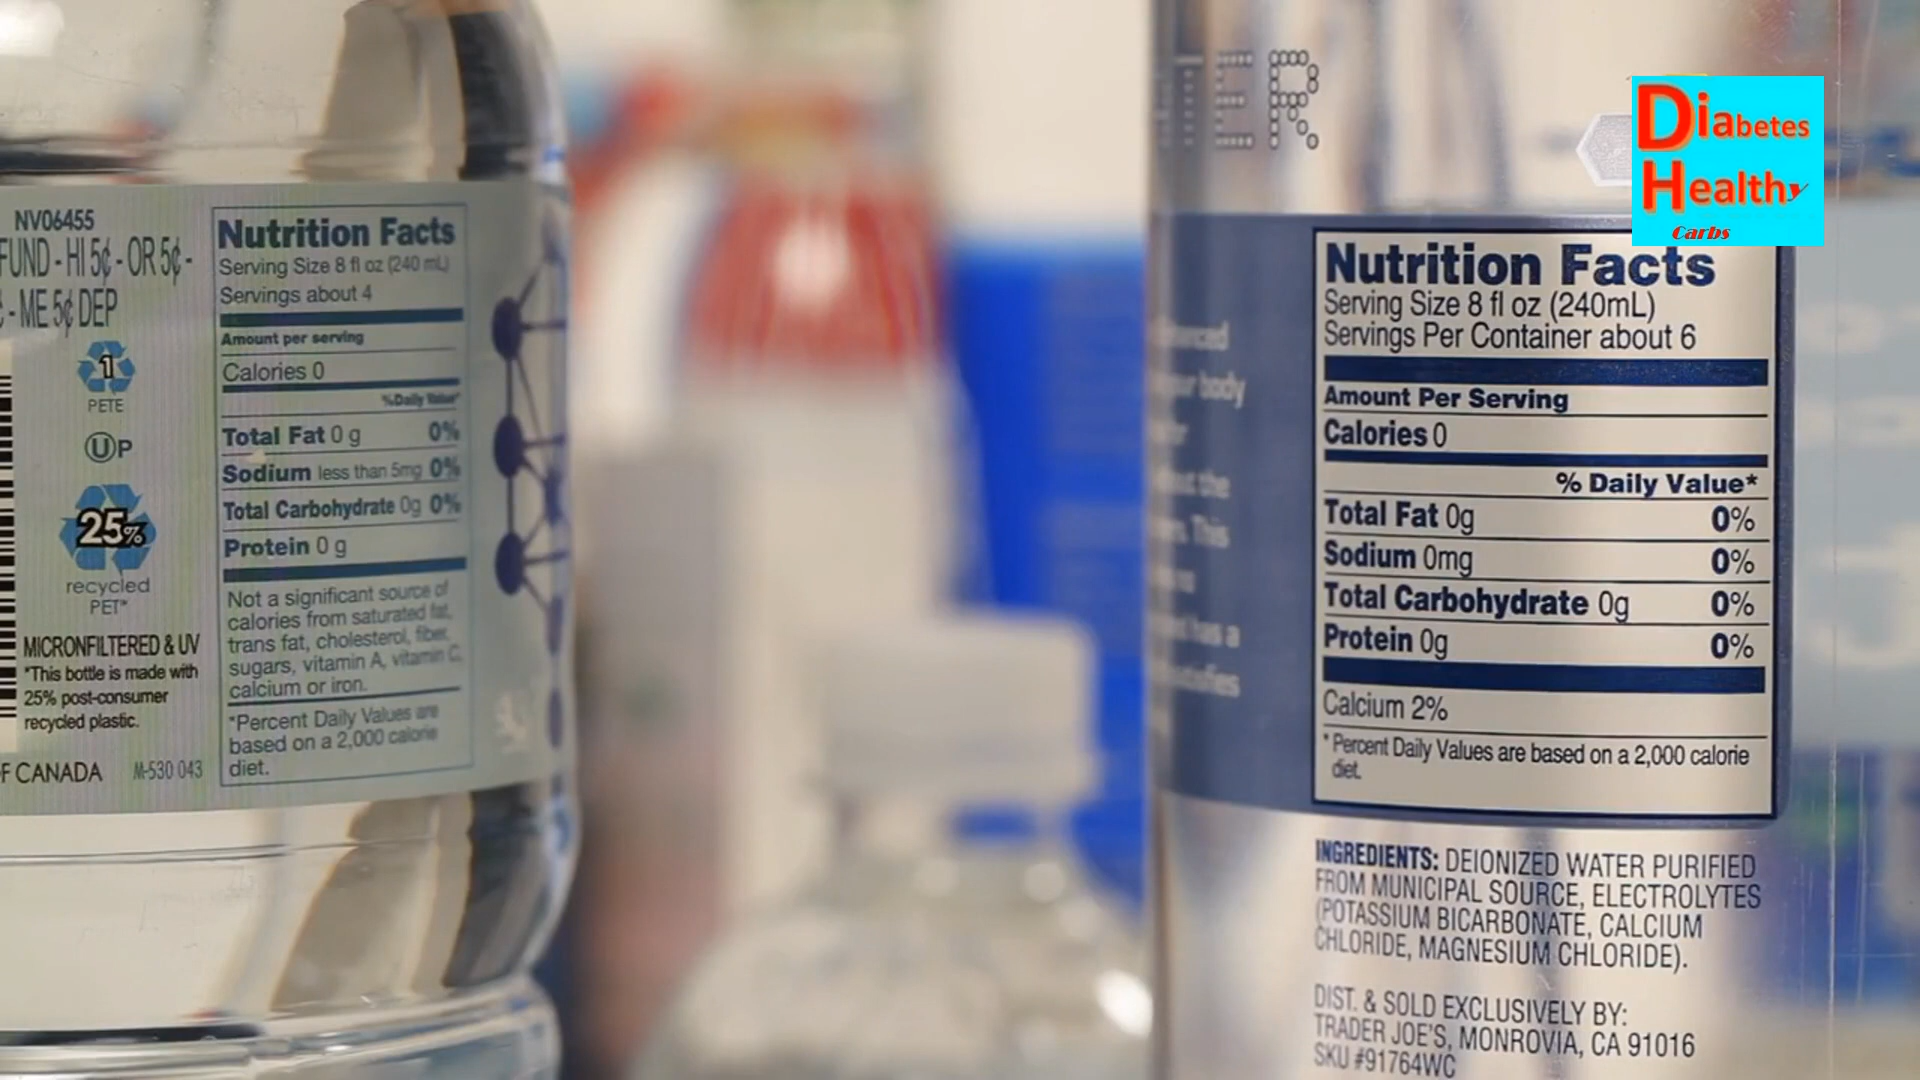 NV06455
FUND - HI 5¢ - OR 5¢ -
- ME 5¢ DEP
1
PETE
UP
25%
recycled
PET*
MICRONFILTERED & UV
*This bottle is made with
25% post-consumer
recycled plastic.
F CANADA M-530 043
Nutrition Facts
Serving Size 8 fl oz (240 mL)
Servings about 4
Amount per serving
Calories 0
%Daily Value*
Total Fat 0 g 0%
Sodium less than 5mg 0%
Total Carbohydrate 0g 0%
Protein 0 g
Not a significant source of
calories from saturated fat,
trans fat, cholesterol, fiber,
sugars, vitamin A, vitamin C,
calcium or iron.
*Percent Daily Values are
based on a 2,000 calorie
diet.
TER
body
the
This
has a
Diabetes
Healthy
Carbs
Nutrition Facts
Serving Size 8 fl oz (240mL)
Servings Per Container about 6
Amount Per Serving
Calories 0
% Daily Value*
Total Fat 0g 0%
Sodium 0mg 0%
Total Carbohydrate 0g 0%
Protein 0g 0%
Calcium 2%
*Percent Daily Values are based on a 2,000 calorie
diet.
INGREDIENTS: DEIONIZED WATER PURIFIED
FROM MUNICIPAL SOURCE, ELECTROLYTES
(POTASSIUM BICARBONATE, CALCIUM
CHLORIDE, MAGNESIUM CHLORIDE).
DIST. & SOLD EXCLUSIVELY BY:
TRADER JOE'S, MONROVIA, CA 91016
SKU #91764WC